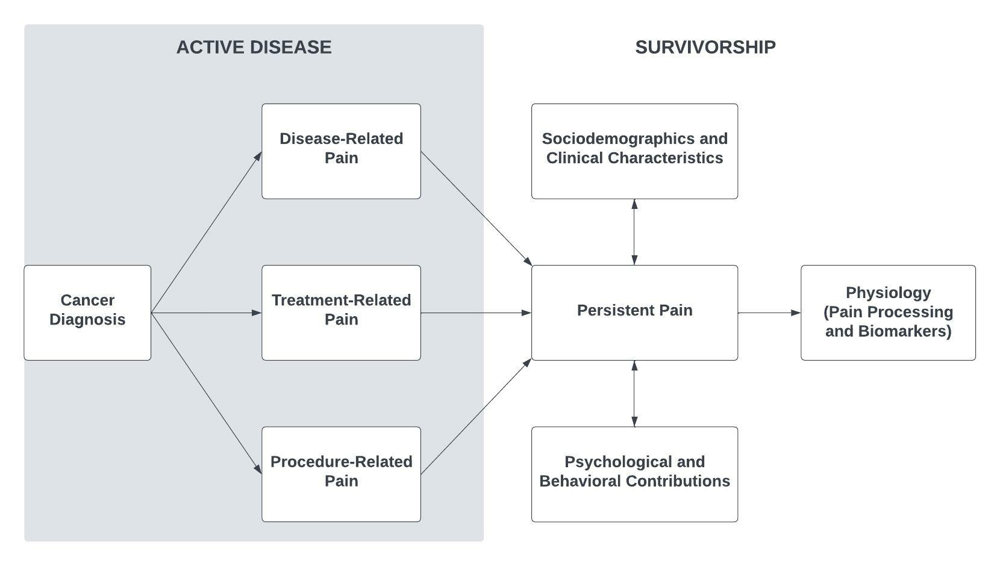 ACTIVE DISEASE
SURVIVORSHIP
Disease-Related
Pain
Sociodemographics and
Clinical Characteristics
Cancer
Diagnosis
Treatment-Related
Pain
Persistent Pain
Physiology
(Pain Processing
and Biomarkers)
Procedure-Related
Pain
Psychological and
Behavioral Contributions